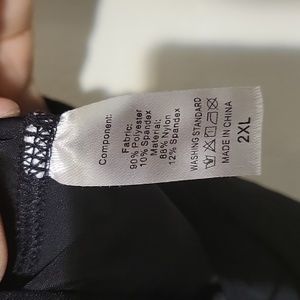 Component:
Fabric:
90% Polyester
10% Spandex
Material:
88% Nylon
12% Spandex
WASHING STANDARD
MADE IN CHINA
2XL